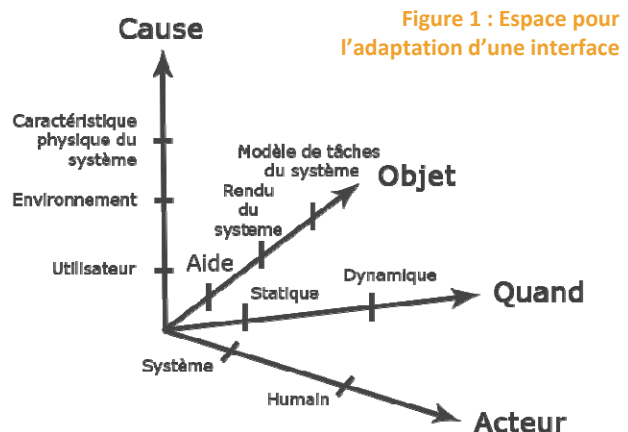 Figure 1 : Espace pour
l'adaptation d'une interface
Cause
Caractéristique
physique du
système
Environnement
Utilisateur
Modèle de tâches
du système
Objet
Rendu
du
systeme
Aide
Dynamique
Statique
Quand
Système
Humain
Acteur